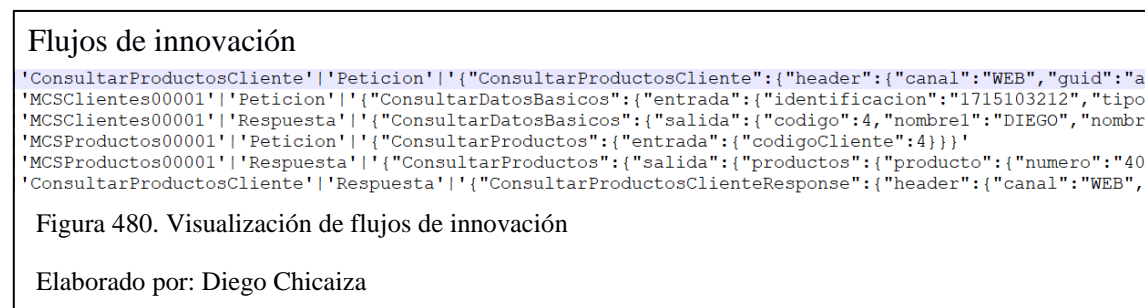 Flujos de innovación
'ConsultarProductosCliente'|'Peticion'|'{"ConsultarProductosCliente":{"header":{"canal":"WEB","guid":"a
'MCSClientes00001'|'Peticion'|'{"ConsultarDatosBasicos":{"entrada":{"identificacion":"1715103212","tipo
'MCSClientes00001'|'Respuesta'|'{"ConsultarDatosBasicos":{"salida":{"codigo":4,"nombre1":"DIEGO","nombr
'MCSProductos00001'|'Peticion'|'{"ConsultarProductos":{"entrada":{"codigoCliente":4}}}'
'MCSProductos00001'|'Respuesta'|'{"ConsultarProductos":{"salida":{"productos":{"producto":{"numero":"40
'ConsultarProductosCliente'|'Respuesta'|'{"ConsultarProductosClienteResponse":{"header":{"canal":"WEB",
Figura 480. Visualización de flujos de innovación
Elaborado por: Diego Chicaiza